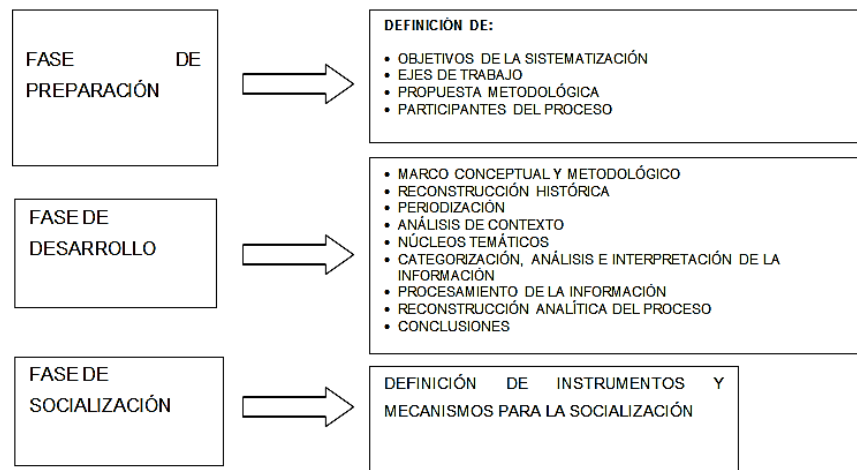 FASE DE
PREPARACIÓN
DEFINICIÓN DE:
• OBJETIVOS DE LA SISTEMATIZACIÓN
• EJES DE TRABAJO
• PROPUESTA METODOLÓGICA
• PARTICIPANTES DEL PROCESO
FASE DE
DESARROLLO
• MARCO CONCEPTUAL Y METODOLÓGICO
• RECONSTRUCCIÓN HISTÓRICA
• PERIODIZACIÓN
• ANÁLISIS DE CONTEXTO
• NÚCLEOS TEMÁTICOS
• CATEGORIZACIÓN, ANÁLISIS E INTERPRETACIÓN DE LA
INFORMACIÓN
• PROCESAMIENTO DE LA INFORMACIÓN
• RECONSTRUCCIÓN ANALÍTICA DEL PROCESO
• CONCLUSIONES
FASE DE
SOCIALIZACIÓN
DEFINICIÓN DE INSTRUMENTOS Y
MECANISMOS PARA LA SOCIALIZACIÓN